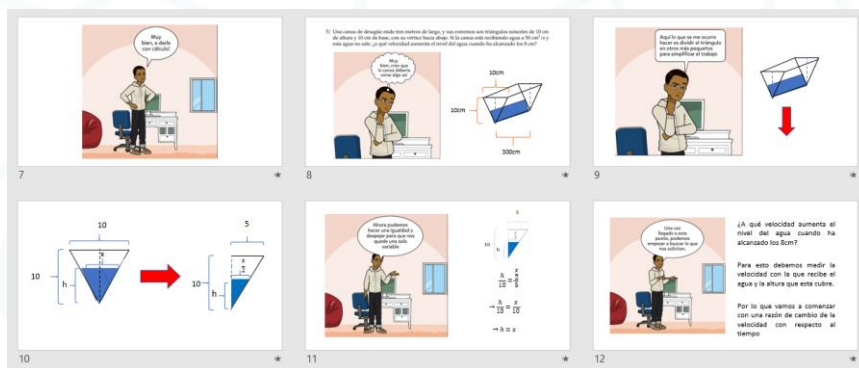 Muy
bien, a darle
con cálculo!
7
5) Una canoa de desagüe mide tres metros de largo, y sus extremos son triángulos isósceles de 10 cm
de altura y 10 cm de base, con su vértice hacia abajo. Si la canoa está recibiendo agua a 50 cm³/s y
esta agua no sale, ¿a qué velocidad aumenta el nivel del agua cuando ha alcanzado los 8 cm?
Muy
bien, creo que
la canoa debería
verse algo así
10cm
10cm
300cm
8
Aquí lo que se me ocurre
hacer es dividir el triángulo
en otros más pequeños
para simplificar el trabajo
9
10
x
10
h
5
x
2
10
h
10
Ahora podemos
hacer una igualdad y
despejar para que nos
quede una sola
variable
5
10
h
h/10 = x/2/5
→ h/10 = x/10
→ h = x
11
Una vez
llegado a este
punto, podemos
empezar a buscar lo que
nos solicitan.
¿A qué velocidad aumenta el
nivel del agua cuando ha
alcanzado los 8cm?
Para esto debemos medir la
velocidad con la que recibe el
agua y la altura que esta cubre.
Por lo que vamos a comenzar
con una razón de cambio de la
velocidad con respecto al
tiempo
12